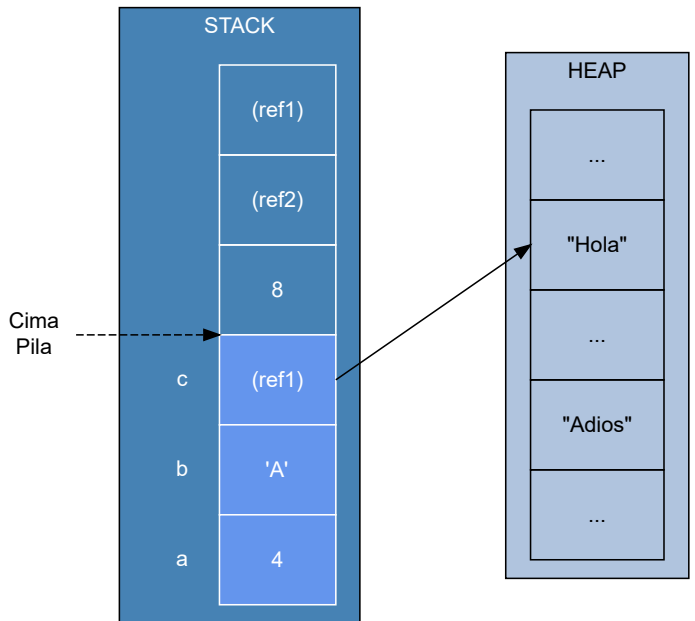 STACK
(ref1)
(ref2)
8
Cima
Pila
c
(ref1)
b
'A'
a
4
HEAP
...
"Hola"
...
"Adios"
...